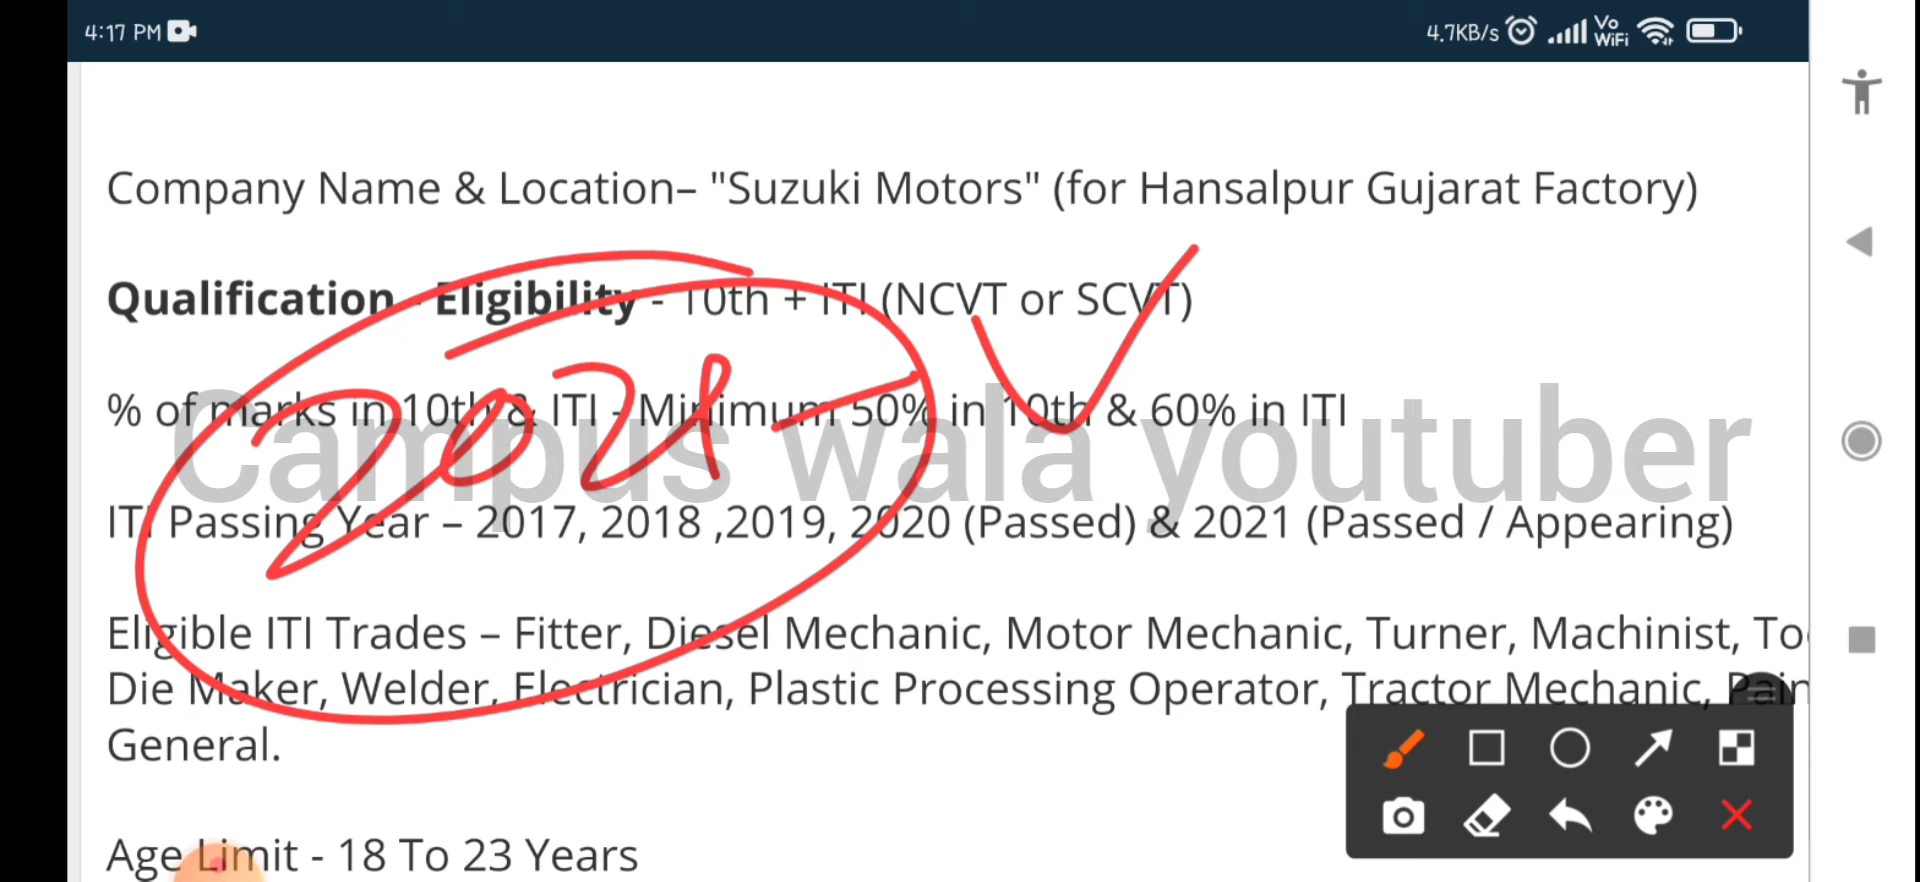 4:17 PM
4.7KB/s Vo WiFi
Company Name & Location– "Suzuki Motors" (for Hansalpur Gujarat Factory)
Qualification - Eligibility - 10th + ITI (NCVT or SCVT)
% of marks in 10th & ITI - Minimum 50% in 10th & 60% in ITI
2021
Campus wala youtuber
ITI Passing Year – 2017, 2018 ,2019, 2020 (Passed) & 2021 (Passed / Appearing)
Eligible ITI Trades – Fitter, Diesel Mechanic, Motor Mechanic, Turner, Machinist,
Die Maker, Welder, Electrician, Plastic Processing Operator, Tractor Mechanic,
General.
Age Limit - 18 To 23 Years